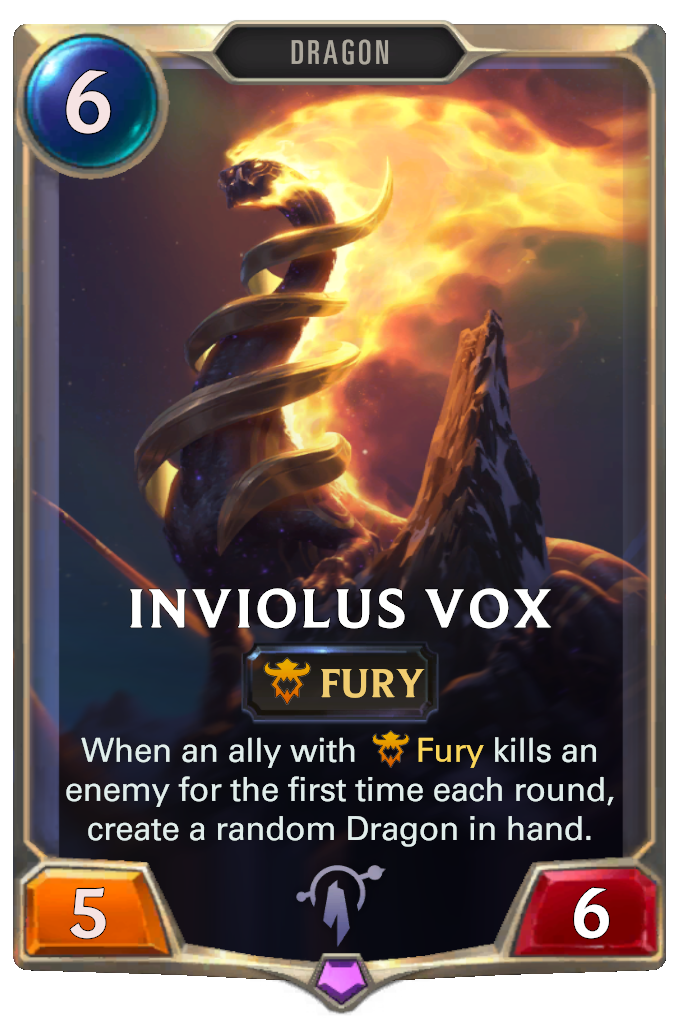 DRAGON
6
INVIOLUS VOX
FURY
When an ally with Fury kills an
enemy for the first time each round,
create a random Dragon in hand.
5
6